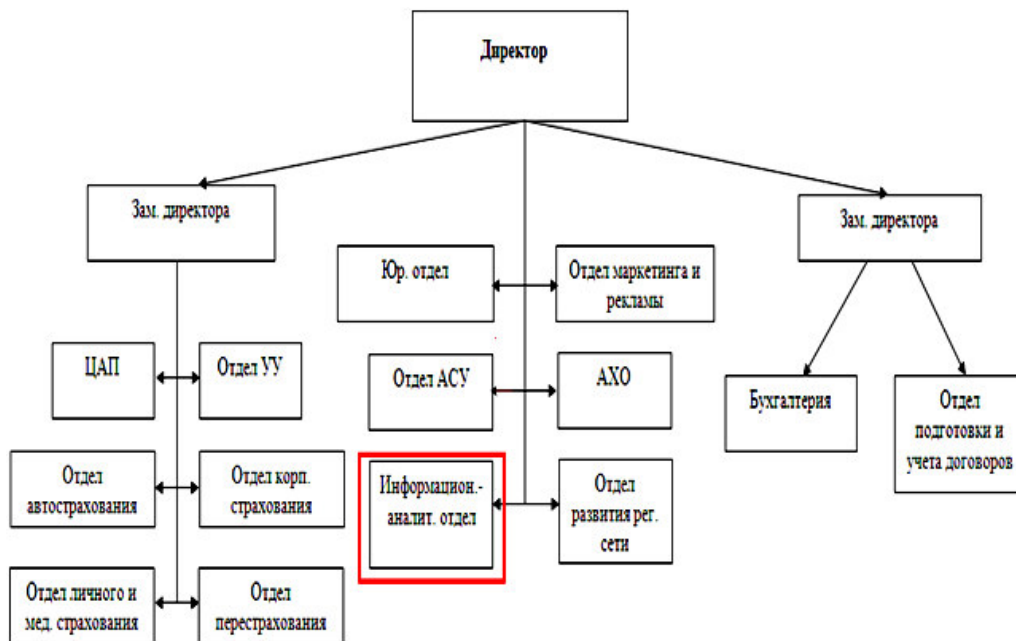 Директор
Зам. директора
Зам. директора
Юр. отдел
Отдел маркетинга и
рекламы
ЦАП
Отдел УУ
Отдел АСУ
АХО
Бухгалтерия
Отдел
подготовки и
учета договоров
Отдел
автострахования
Отдел корп.
страхования
Информацион.-
аналит. отдел
Отдел
развития рег.
сети
Отдел личного и
мед. страхования
Отдел
перестрахования